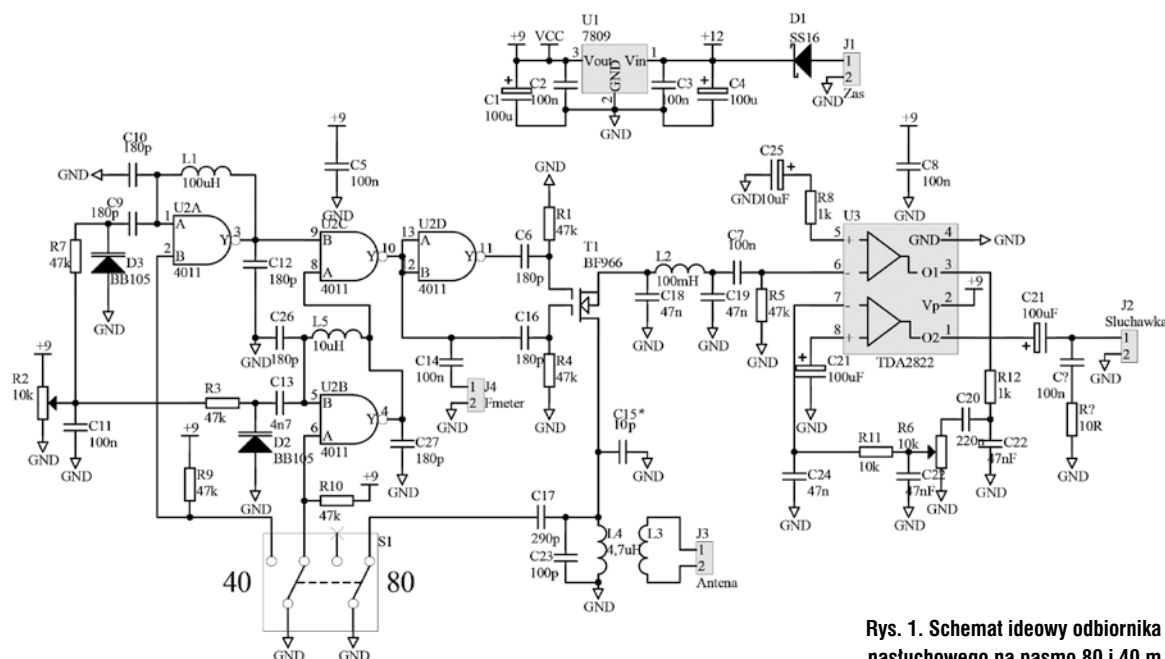 U1
7809
+9
VCC
3
Vout
Vin
1
+12
GND
2
C1
100u
C2
100n
C3
100n
C4
100u
GND
D1
SS16
J1
1
2
Zas
GND
C10
180p
GND
L1
100uH
C9
180p
U2A
1
A
2
B
Y
3
4011
R7
47k
D3
BB105
GND
+9
C5
100n
GND
U2C
9
B
8
A
Y
10
4011
U2D
13
A
12
B
Y
11
4011
C6
180p
GND
R1
47k
T1
BF966
C12
180p
GND
C26
180p
L5
10uH
C16
180p
R4
47k
GND
C14
100n
J4
1
2
Fmeter
GND
+9
R2
10k
GND
C11
100n
GND
R3
47k
C13
4n7
D2
BB105
GND
U2B
5
B
6
A
Y
4
4011
C27
180p
GND
+9
R9
47k
R10
47k
+9
S1
40
80
GND
GND
C17
290p
C23
100p
C15*
10p
GND
L4
4,7uH
GND
L3
J3
1
2
Antena
L2
100mH
C18
47n
GND
C19
47n
GND
C7
100n
R5
47k
GND
C25
10uF
GND
R8
1k
+9
C8
100n
GND
U3
5
+
6
-
7
-
8
+
GND
4
GND
O1
3
Vp
2
+9
O2
1
TDA2822
C21
100uF
GND
C21
100uF
J2
Sluchawka
1
2
GND
C?
100n
R?
10R
GND
R12
1k
C20
220n
C22
47nF
GND
R6
10k
GND
R11
10k
C22
47nF
GND
C24
47n
GND
Rys. 1. Schemat ideowy odbiornika
nasłuchowego na pasmo 80 i 40 m